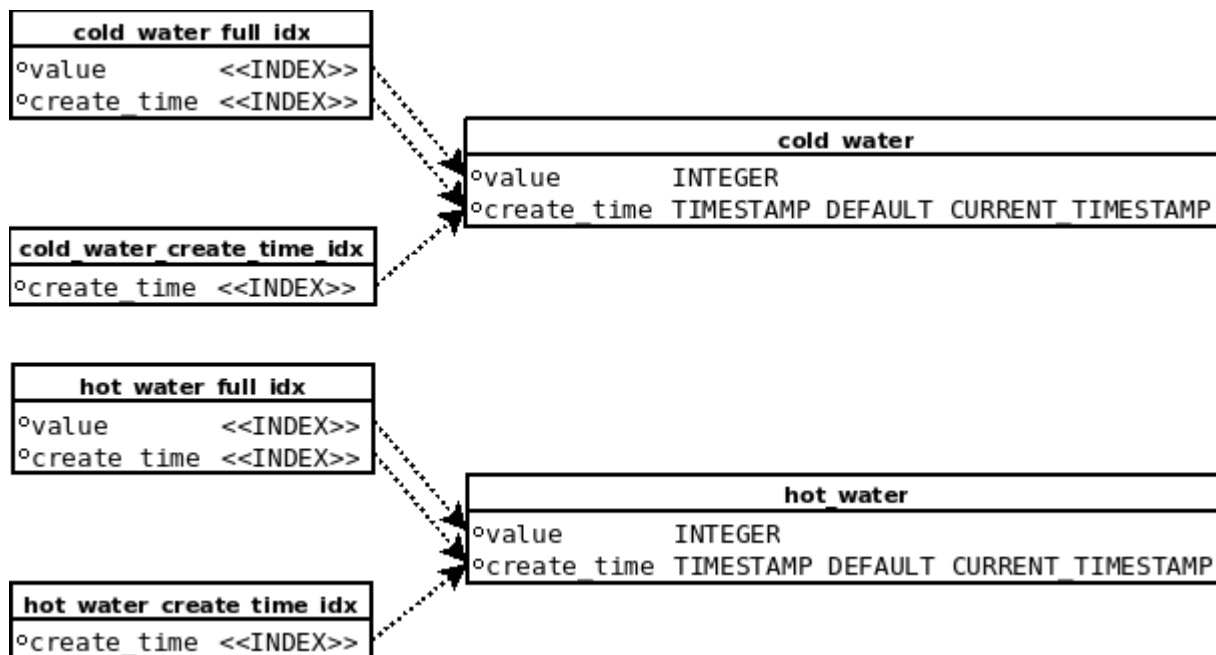 cold_water_full_idx
value <<INDEX>>
create_time <<INDEX>>
cold_water
value INTEGER
create_time TIMESTAMP DEFAULT CURRENT_TIMESTAMP
cold_water_create_time_idx
create_time <<INDEX>>
hot_water_full_idx
value <<INDEX>>
create_time <<INDEX>>
hot_water
value INTEGER
create_time TIMESTAMP DEFAULT CURRENT_TIMESTAMP
hot_water_create_time_idx
create_time <<INDEX>>